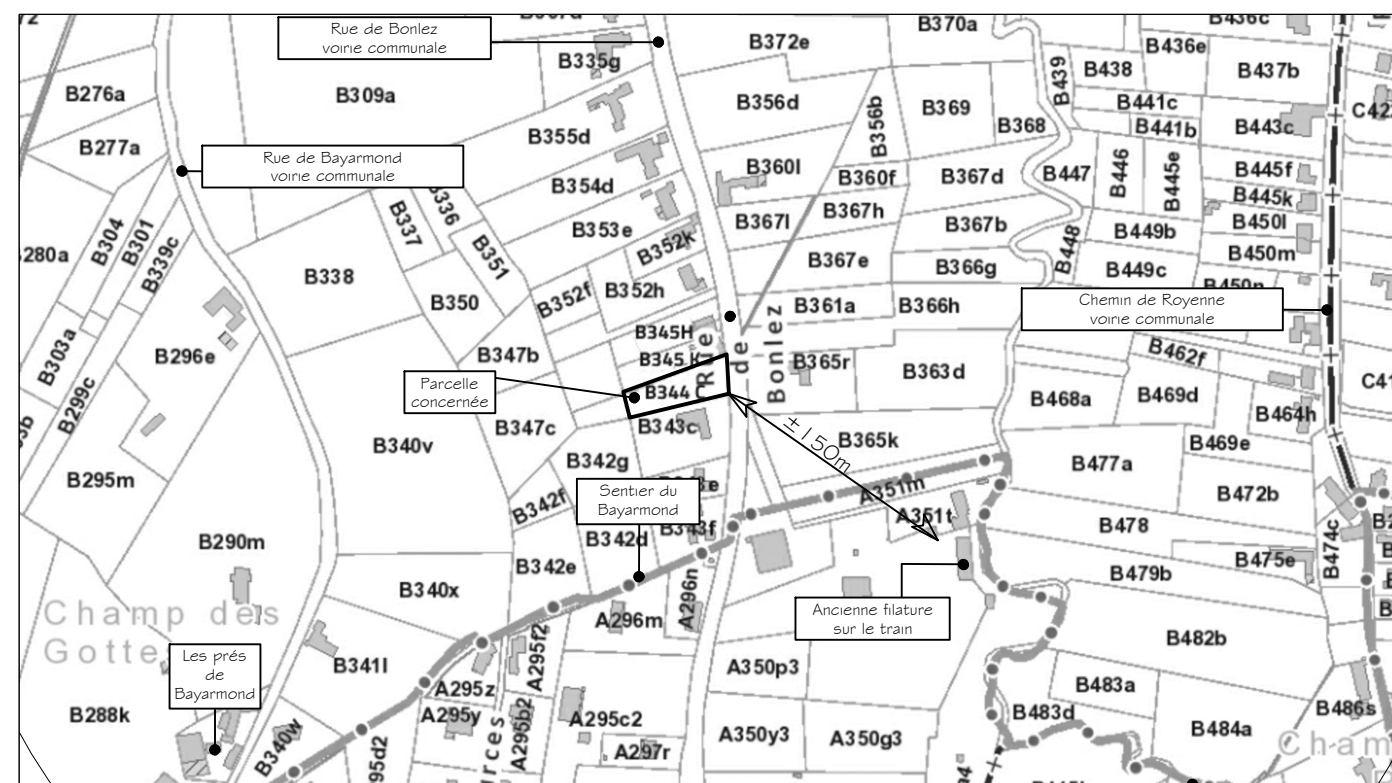 Rue de Bonlez
voirie communale
B335g
B372e
B370a
B436c
B436e
B439
B438
B437b
B276a
B309a
B356d
B369
B441c
B355d
B356b
B368
B441b
B443c
B277a
Rue de Bayarmond
voirie communale
B360l
B360f
B367d
B447
B446
B445e
B445f
B354d
B336
B445k
B304
B301
B339c
B337
B353e
B352k
B367l
B367h
B367b
B448
B449b
B450l
B280a
B351
B367e
B366g
B449c
B450m
B338
B350
B352f
B352h
B361a
B366h
B450n
Chemin de Royenne
voirie communale
B303a
B296e
B347b
B345H
B345 K
Rue
de
Bonlez
B365r
B363d
B462f
B299c
Parcelle
concernée
B344
B468a
B469d
B464h
B340v
B347c
B343c
±150m
B365k
B469e
B295m
B342g
B477a
B342f
Sentier du
Bayarmond
A351m
B472b
B290m
B342d
B343f
A351t
B478
B474c
B342e
B479b
B475e
B340x
Champ des
A296n
A296m
Ancienne filature
sur le train
B482b
Les prés
de
Bayarmond
B341l
A295f2
A350p3
A295z
B483a
B288k
A295y
A295b2
A295c2
B483d
B484a
B486s
B340w
A297r
A350y3
A350g3